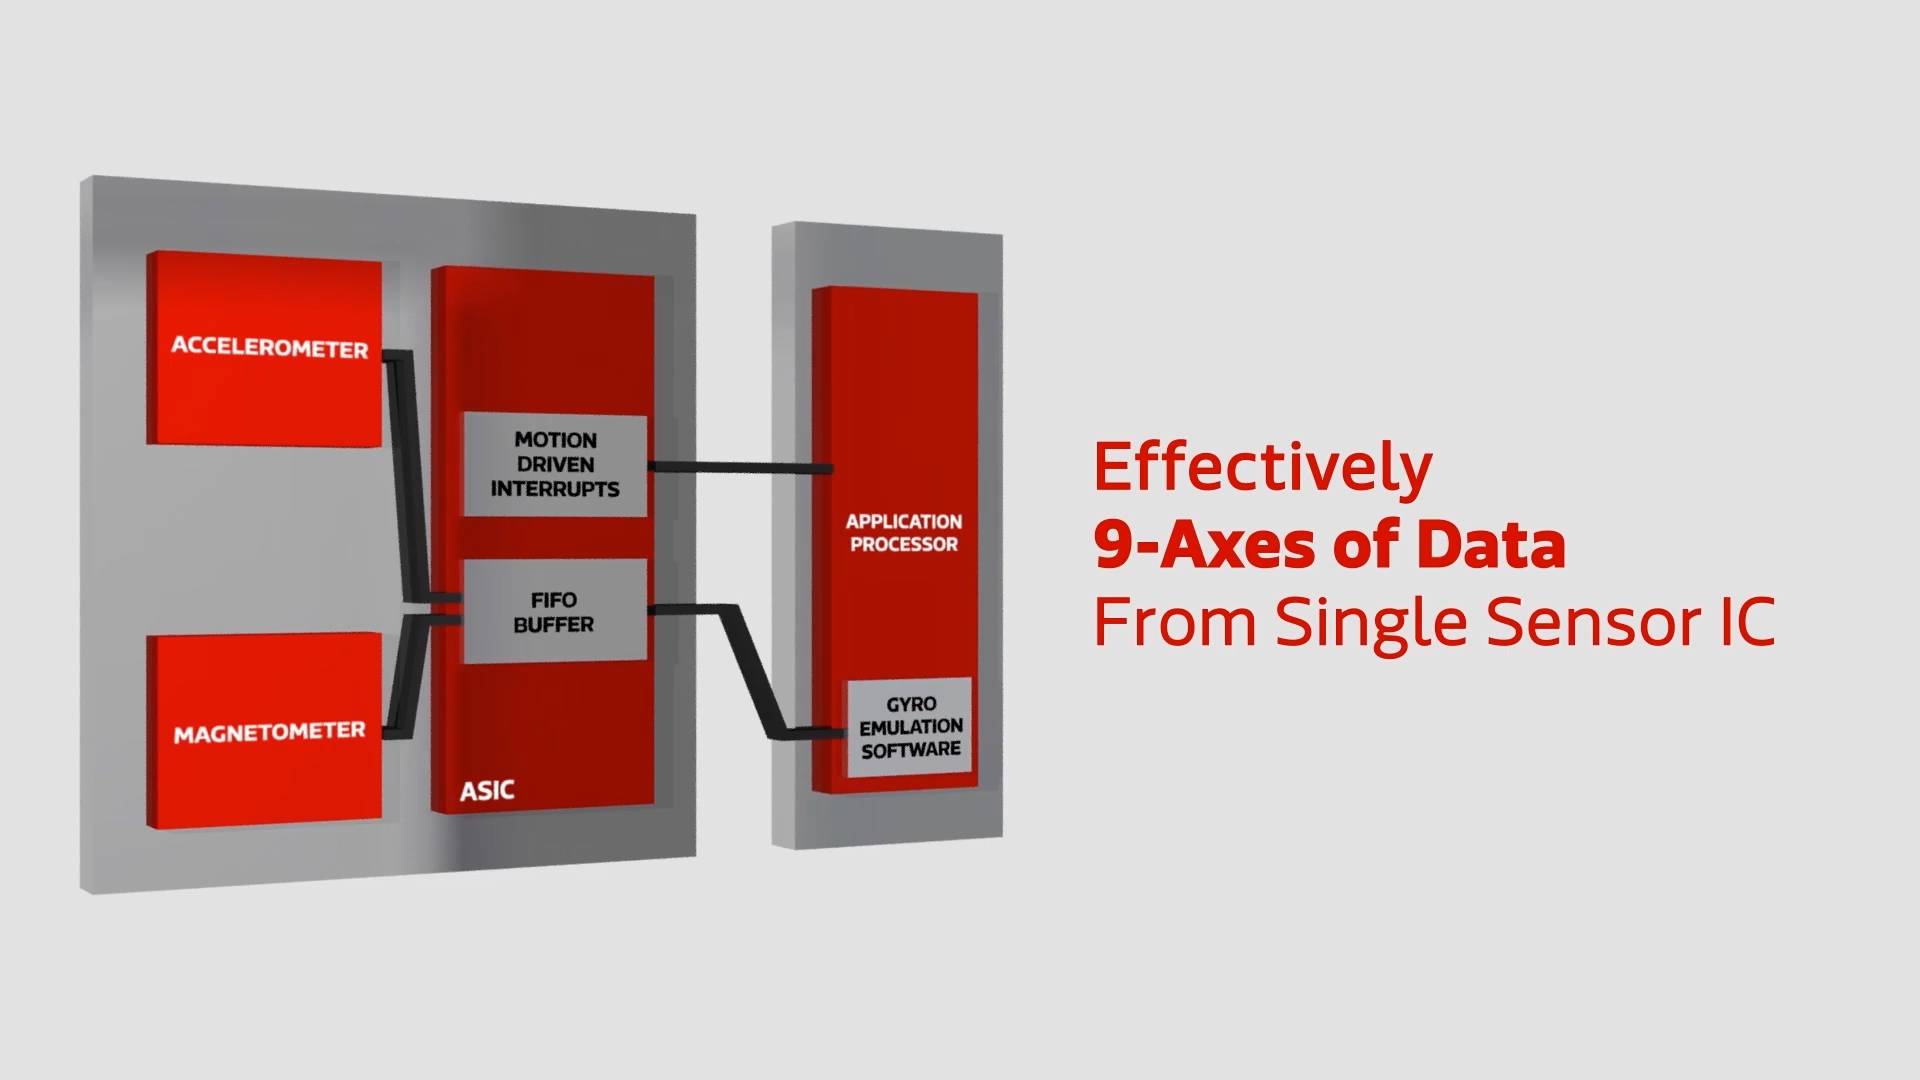 ACCELEROMETER
MAGNETOMETER
MOTION
DRIVEN
INTERRUPTS
FIFO
BUFFER
ASIC
APPLICATION
PROCESSOR
GYRO
EMULATION
SOFTWARE
Effectively
9-Axes of Data
From Single Sensor IC